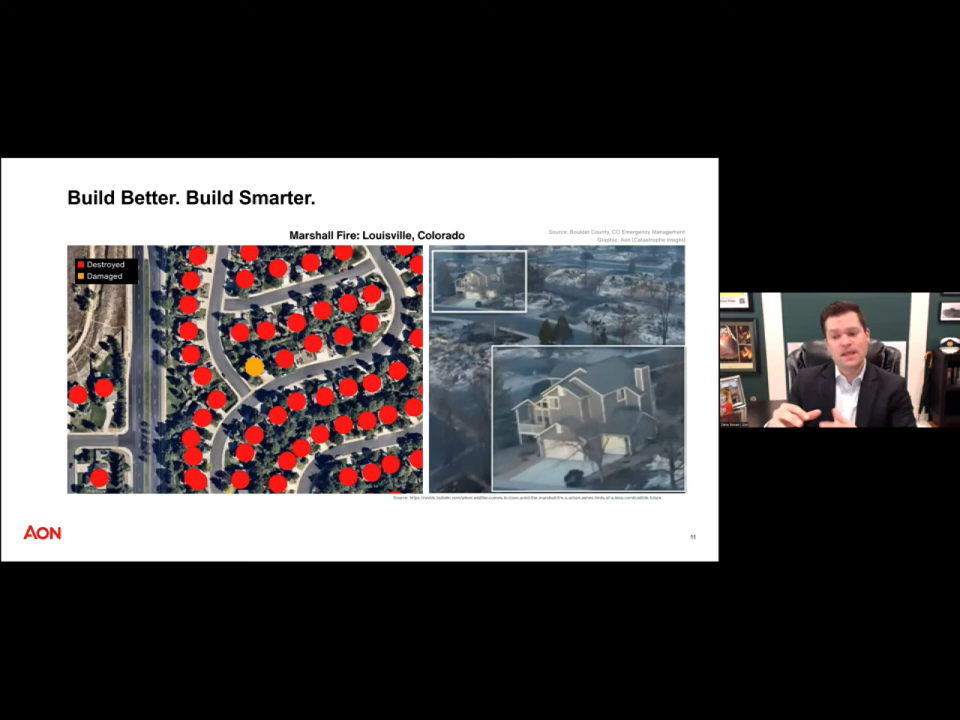 Build Better. Build Smarter.
Marshall Fire: Louisville, Colorado
Source: Boulder County, CO Emergency Management
Graphic: Aon (Catastrophe Insight)
Destroyed
Damaged
AON
11